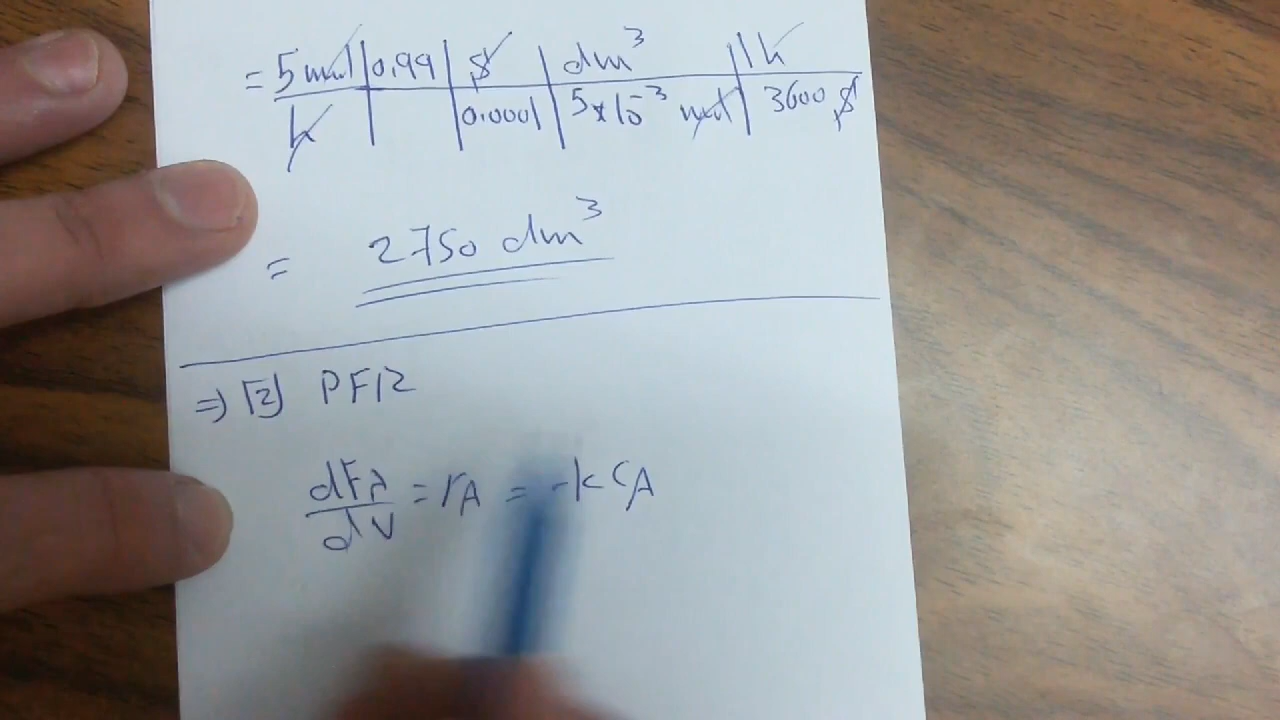 = 5 mol | 0.99 | s | dm³ | 1 h
h | | 0.0001 | 5×10⁻³ mol | 3600 s
= 2750 dm³
⇒ [2] PFR
dFA/dV = rA = -k CA